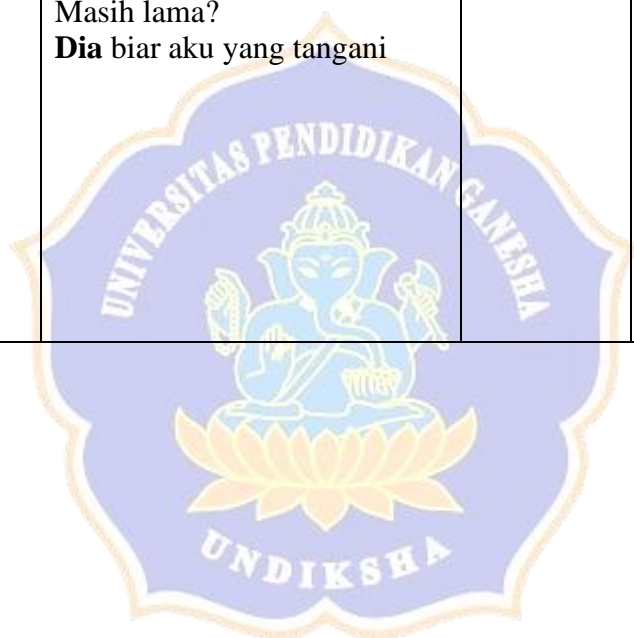 Masih lama?
Dia biar aku yang tangani
UNIVERSITAS PENDIDIKAN GANESHA
UNDIKSHA